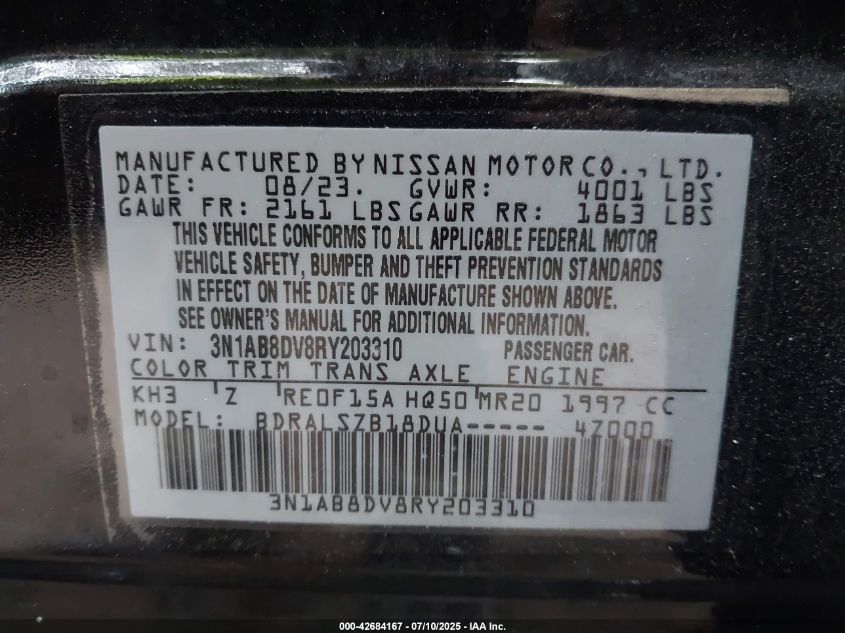 MANUFACTURED BY NISSAN MOTOR CO., LTD.
DATE: 08/23. GVWR: 4001 LBS
GAWR FR: 2161 LBS GAWR RR: 1863 LBS
THIS VEHICLE CONFORMS TO ALL APPLICABLE FEDERAL MOTOR
VEHICLE SAFETY, BUMPER AND THEFT PREVENTION STANDARDS
IN EFFECT ON THE DATE OF MANUFACTURE SHOWN ABOVE.
SEE OWNER'S MANUAL FOR ADDITIONAL INFORMATION.
VIN: 3N1AB8DV8RY203310 PASSENGER CAR.
COLOR TRIM TRANS AXLE ENGINE
KH3 Z RE0F15A HQ50 MR20 1997 CC
MODEL: BDRALSZB18DUA----- 4Z000
3N1AB8DV8RY203310
000-42684167 - 07/10/2025 - IAA Inc.